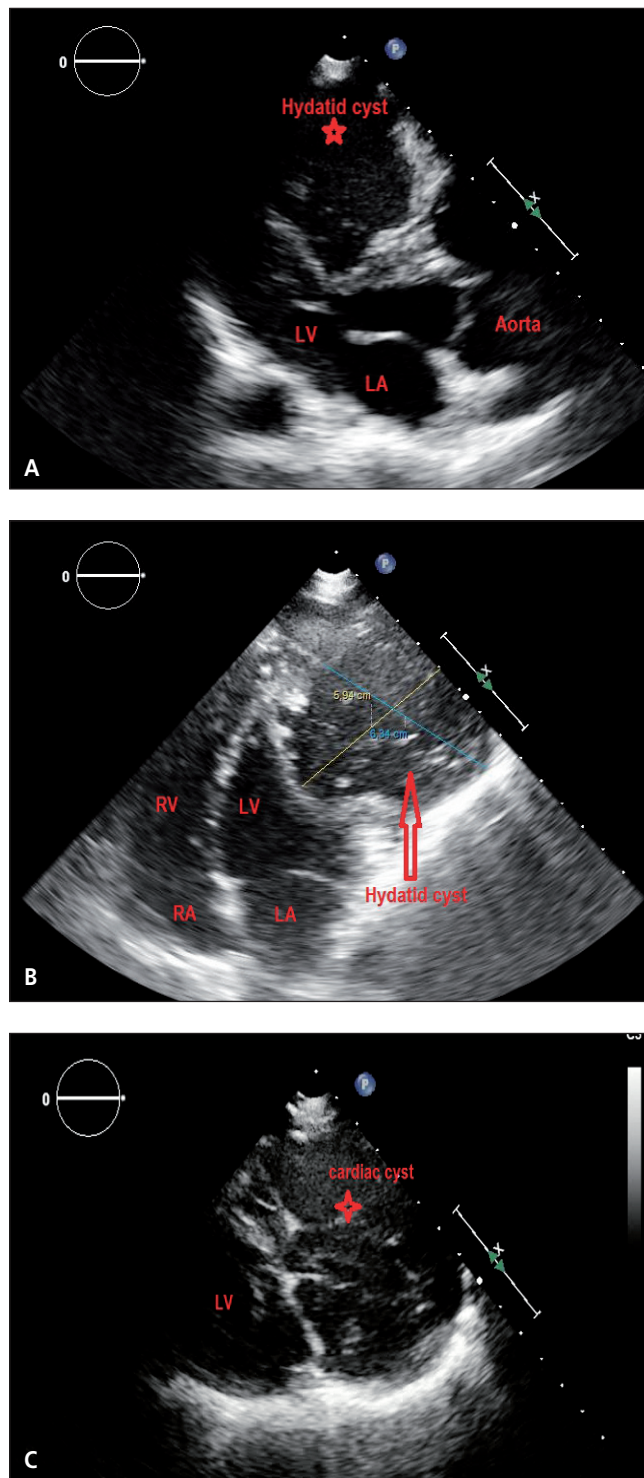 0
P
Hydatid cyst
X
LV
Aorta
LA
A
0
P
X
5.94 cm
6.34 cm
RV
LV
Hydatid cyst
RA
LA
B
0
P
cardiac cyst
X
LV
C